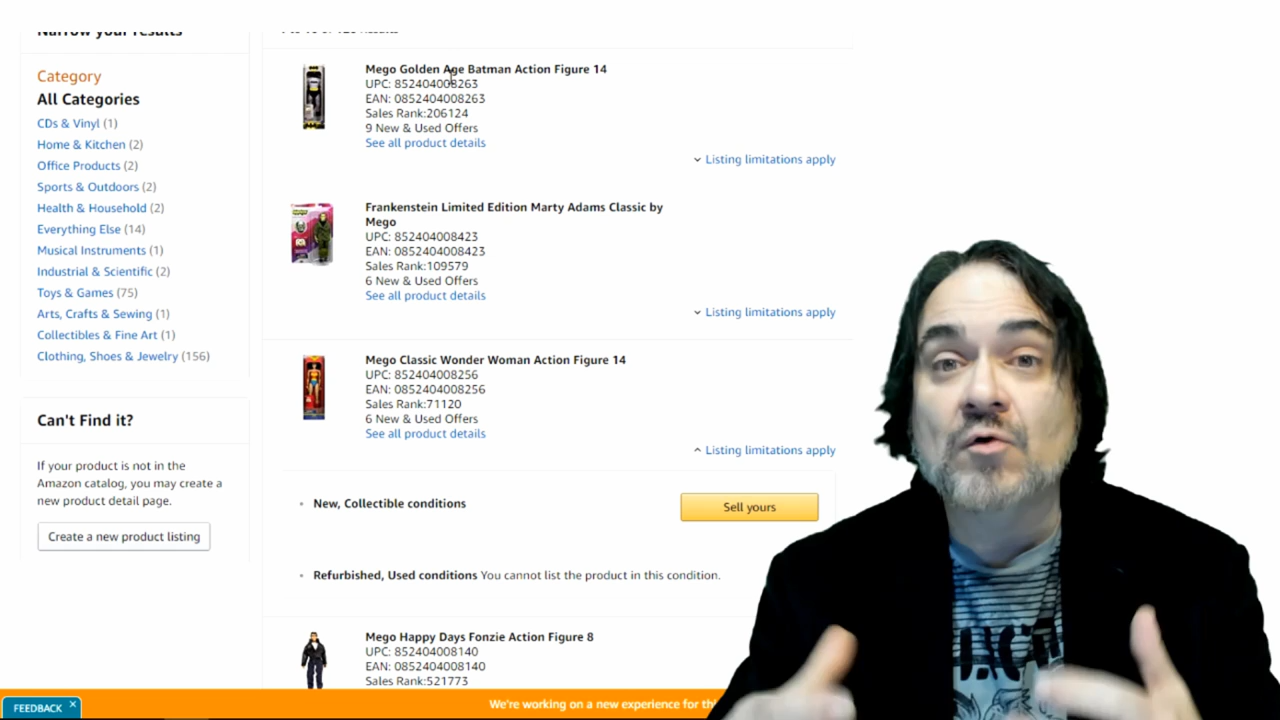 Narrow your results
Category
All Categories
CDs & Vinyl (1)
Home & Kitchen (2)
Office Products (2)
Sports & Outdoors (2)
Health & Household (2)
Everything Else (14)
Musical Instruments (1)
Industrial & Scientific (2)
Toys & Games (75)
Arts, Crafts & Sewing (1)
Collectibles & Fine Art (1)
Clothing, Shoes & Jewelry (156)
Can't Find it?
If your product is not in the
Amazon catalog, you may create a
new product detail page.
Create a new product listing
Mego Golden Age Batman Action Figure 14
UPC: 852404008263
EAN: 0852404008263
Sales Rank:206124
9 New & Used Offers
See all product details
Listing limitations apply
Frankenstein Limited Edition Marty Adams Classic by
Mego
UPC: 852404008423
EAN: 0852404008423
Sales Rank:109579
6 New & Used Offers
See all product details
Listing limitations apply
Mego Classic Wonder Woman Action Figure 14
UPC: 852404008256
EAN: 0852404008256
Sales Rank:71120
6 New & Used Offers
See all product details
Listing limitations apply
New, Collectible conditions
Sell yours
Refurbished, Used conditions You cannot list the product in this condition.
Mego Happy Days Fonzie Action Figure 8
UPC: 852404008140
EAN: 0852404008140
Sales Rank:521773
We're working on a new experience for
FEEDBACK